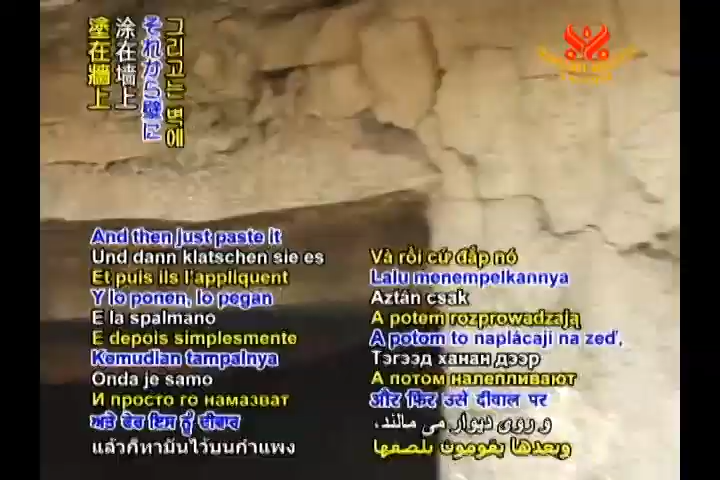 그리고는 벽에
それから壁に
涂在墙上
塗在牆上
And then just paste it
Und dann klatschen sie es
Et puis ils l'appliquent
Y lo ponen, lo pegan
E la spalmano
E depois simplesmente
Kemudian tampalnya
Onda je samo
И просто го намазват
ਅਤੇ ਫੇਰ ਇਸ ਨੂੰ ਦੀਵਾਰ
แล้วก็ทามันไว้บนกำแพง
Và rồi cứ đắp nó
Lalu menempelkannya
Aztán csak
A potem rozprowadzają
A potom to naplácají na zeď,
Тэгээд ханан дээр
А потом налепливают
और फिर उसे दीवाल पर
و روی دیوار می مالند،
وبعدها يقومون بلصقها